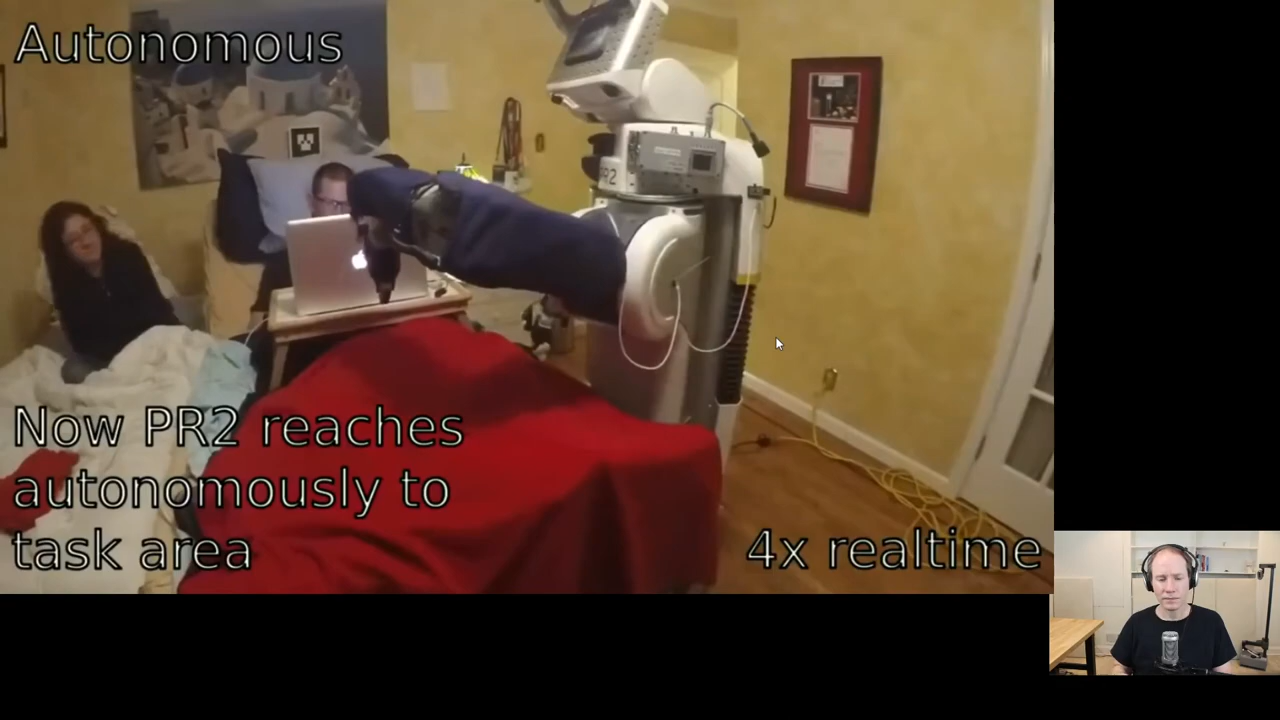 Autonomous
PR2
Now PR2 reaches
autonomously to
task area
4x realtime